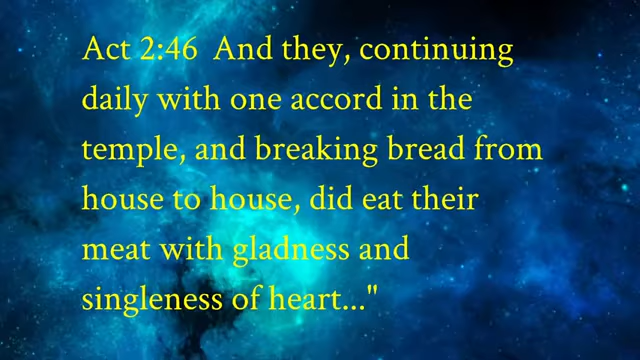 Act 2:46  And they, continuing
daily with one accord in the
temple, and breaking bread from
house to house, did eat their
meat with gladness and
singleness of heart..."